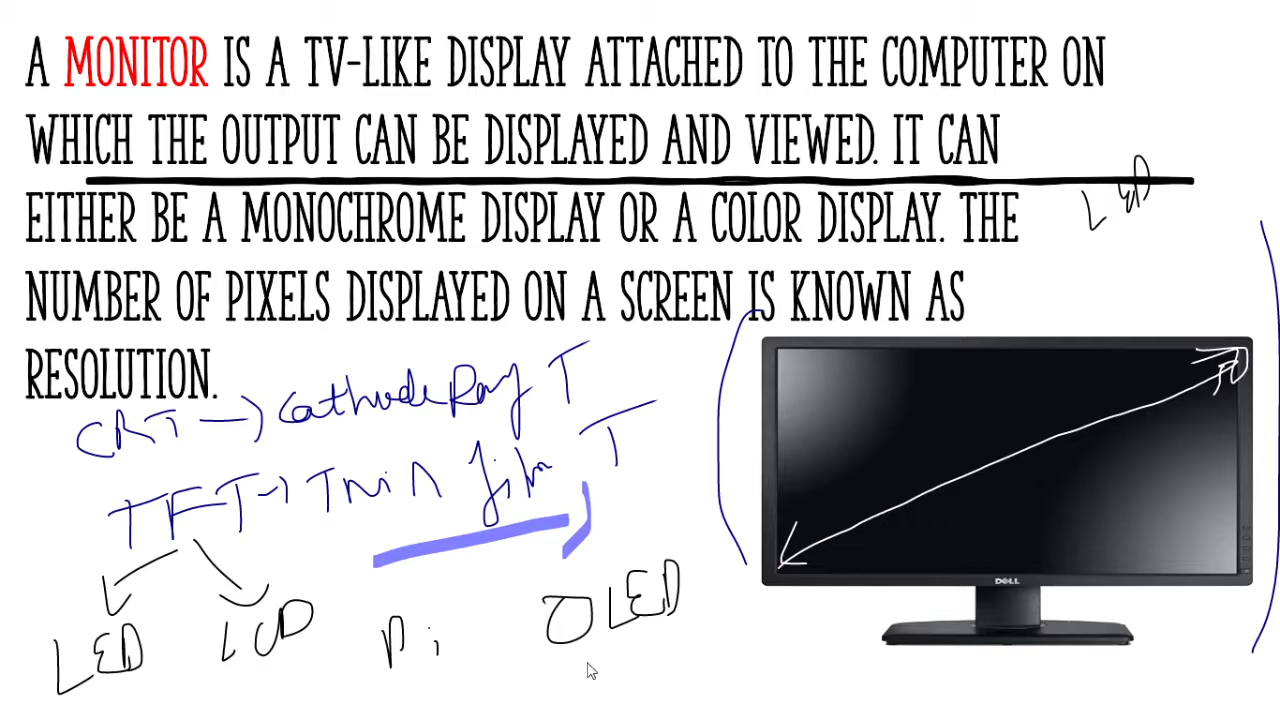 A MONITOR IS A TV-LIKE DISPLAY ATTACHED TO THE COMPUTER ON
WHICH THE OUTPUT CAN BE DISPLAYED AND VIEWED. IT CAN
LED
EITHER BE A MONOCHROME DISPLAY OR A COLOR DISPLAY. THE
NUMBER OF PIXELS DISPLAYED ON A SCREEN IS KNOWN AS
RESOLUTION.
CRT → Cathode Ray T
TFT → Thin film T
DELL
LED LCD Pi OLED